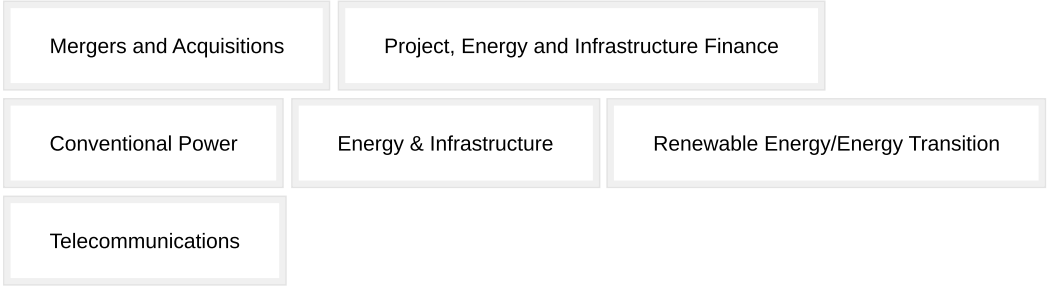 Mergers and Acquisitions
Project, Energy and Infrastructure Finance
Conventional Power
Energy & Infrastructure
Renewable Energy/Energy Transition
Telecommunications